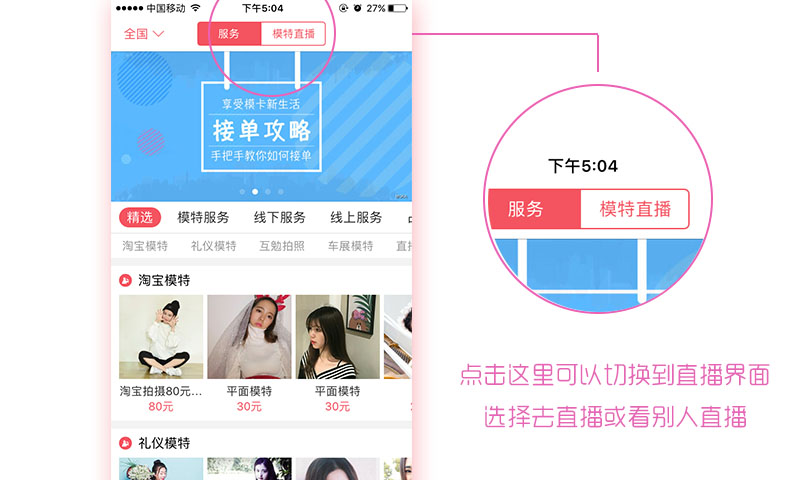 中国移动 下午5:04 27%
全国 服务 模特直播
享受模卡新生活
接单攻略
手把手教你如何接单
精选 模特服务 线下服务 线上服务
淘宝模特 礼仪模特 互勉拍照 车展模特 直播
淘宝模特
淘宝拍摄80元... 平面模特 平面模特
80元 30元 30元
礼仪模特
下午5:04
服务 模特直播
点击这里可以切换到直播界面
选择去直播或看别人直播